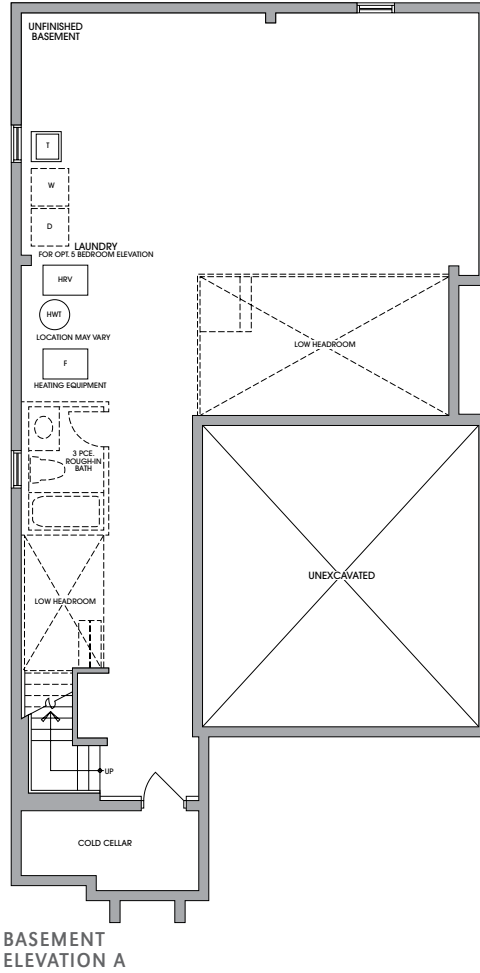 UNFINISHED
BASEMENT
T
W
D
LAUNDRY
FOR OPT. 5 BEDROOM ELEVATION
HRV
HWT
LOCATION MAY VARY
F
HEATING EQUIPMENT
LOW HEADROOM
3 PCE.
ROUGH-IN
BATH
UNEXCAVATED
LOW HEADROOM
UP
COLD CELLAR
BASEMENT
ELEVATION A